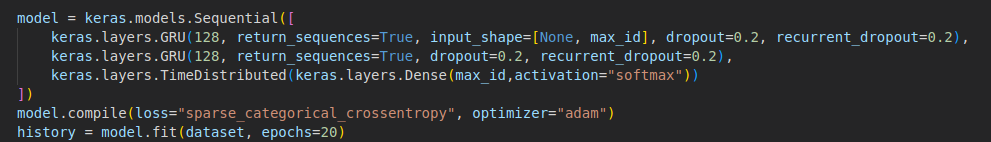 model = keras.models.Sequential([
    keras.layers.GRU(128, return_sequences=True, input_shape=[None, max_id], dropout=0.2, recurrent_dropout=0.2),
    keras.layers.GRU(128, return_sequences=True, dropout=0.2, recurrent_dropout=0.2),
    keras.layers.TimeDistributed(keras.layers.Dense(max_id,activation="softmax"))
])
model.compile(loss="sparse_categorical_crossentropy", optimizer="adam")
history = model.fit(dataset, epochs=20)